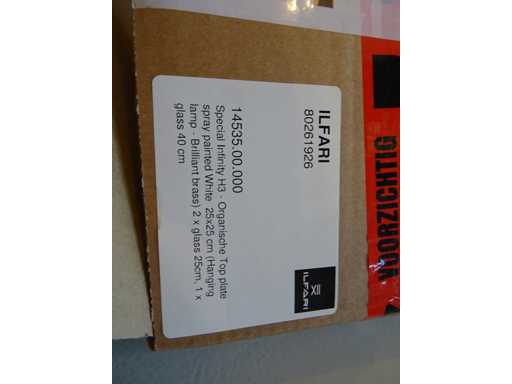 ILFARI
80261926
14535.00.000
Special Infinity H3 - Organische Top plate
spray painted White 25x25 cm (Hanging
lamp - Brilliant brass) 2 x glass 25cm, 1 x
glass 40 cm
ILFARI
VOORZICHTIG